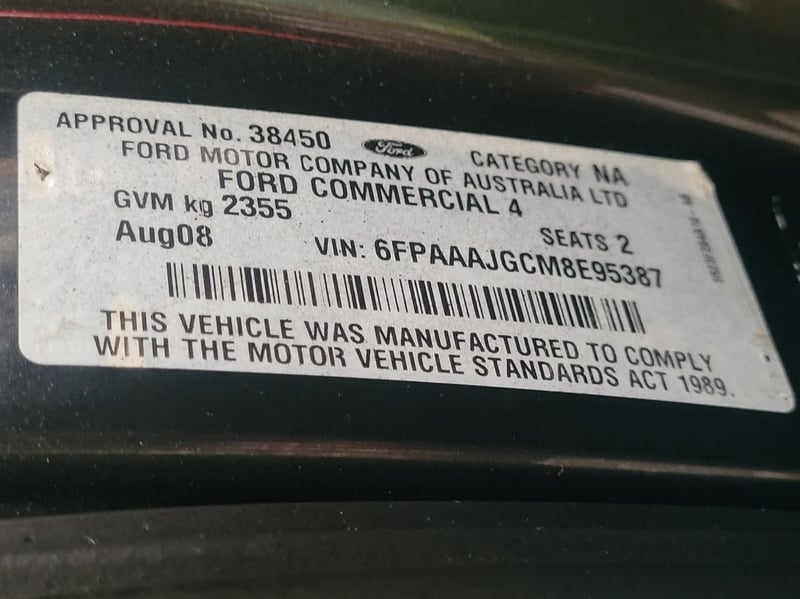 APPROVAL No. 38450 Ford CATEGORY NA
FORD MOTOR COMPANY OF AUSTRALIA LTD
FORD COMMERCIAL 4
GVM kg 2355 SEATS 2
Aug08 VIN: 6FPAAAJGCM8E95387
THIS VEHICLE WAS MANUFACTURED TO COMPLY
WITH THE MOTOR VEHICLE STANDARDS ACT 1989.